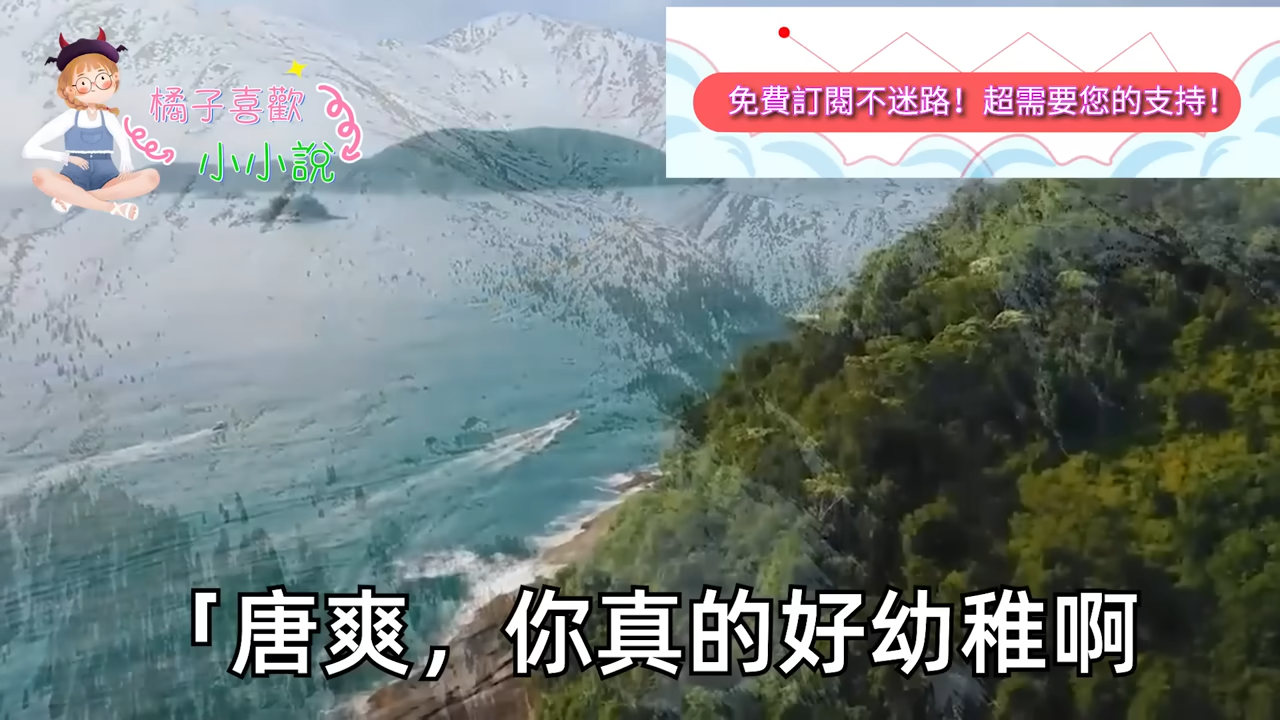 橘子喜歡
小小說
免費訂閱不迷路！超需要您的支持！
「唐爽，你真的好幼稚啊